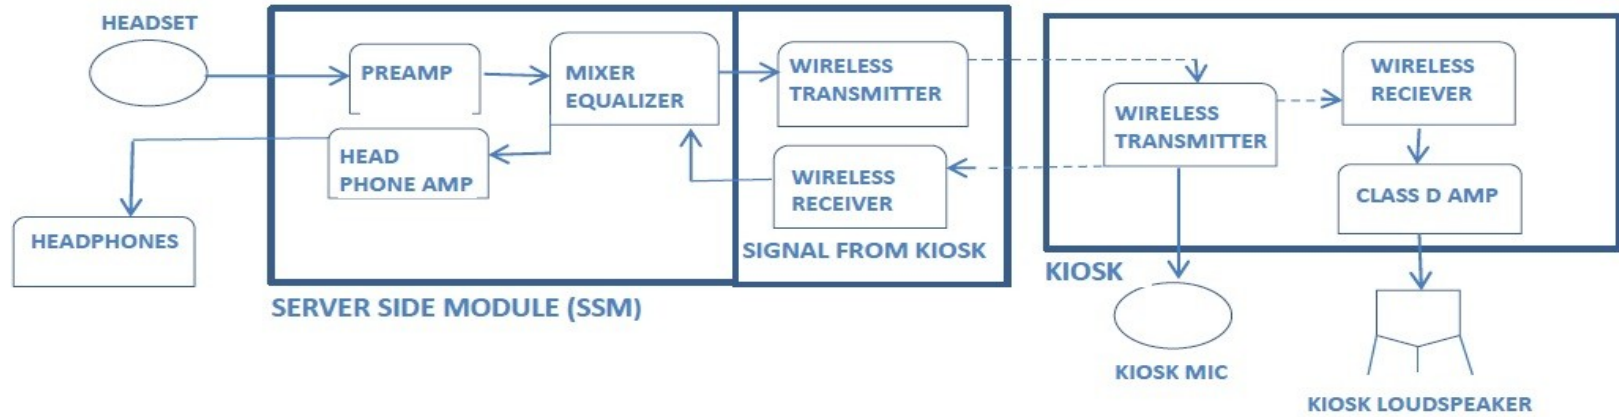 HEADSET
PREAMP
MIXER
EQUALIZER
HEAD
PHONE AMP
HEADPHONES
SERVER SIDE MODULE (SSM)
WIRELESS
TRANSMITTER
WIRELESS
RECEIVER
SIGNAL FROM KIOSK
WIRELESS
TRANSMITTER
WIRELESS
RECIEVER
CLASS D AMP
KIOSK
KIOSK MIC
KIOSK LOUDSPEAKER